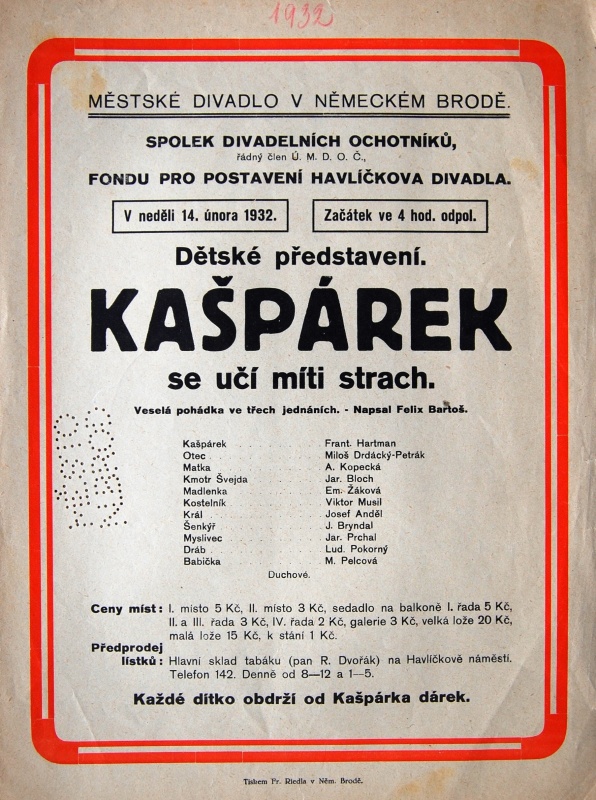 1932
MĚSTSKÉ DIVADLO V NĚMECKÉM BRODĚ.
SPOLEK DIVADELNÍCH OCHOTNÍKŮ,
řádný člen Ú. M. D. O. Č.,
FONDU PRO POSTAVENÍ HAVLÍČKOVA DIVADLA.
V neděli 14. února 1932. Začátek ve 4 hod. odpol.
Dětské představení.
KAŠPÁREK
se učí míti strach.
Veselá pohádka ve třech jednáních. - Napsal Felix Bartoš.
Kašpárek . . . . . . . . . Frant. Hartman
Otec . . . . . . . . . Miloš Drdácký-Petrák
Matka . . . . . . . . . A. Kopecká
Kmotr Švejda . . . . . . . . . Jar. Bloch
Madlenka . . . . . . . . . Em. Žáková
Kostelník . . . . . . . . . Viktor Musil
Král . . . . . . . . . Josef Anděl
Šenkýř . . . . . . . . . J. Bryndal
Myslivec . . . . . . . . . Jar. Prchal
Dráb . . . . . . . . . Lud. Pokorný
Babička . . . . . . . . . M. Pelcová
Duchové.
Ceny míst: I. místo 5 Kč, II. místo 3 Kč, sedadlo na balkoně I. řada 5 Kč,
II. a III. řada 3 Kč, IV. řada 2 Kč, galerie 3 Kč, velká lože 20 Kč,
malá lože 15 Kč, k stání 1 Kč.
Předprodej
lístků: Hlavní sklad tabáku (pan R. Dvořák) na Havlíčkově náměstí.
Telefon 142. Denně od 8—12 a 1—5.
Každé dítko obdrží od Kašpárka dárek.
Tiskem Fr. Riedla v Něm. Brodě.